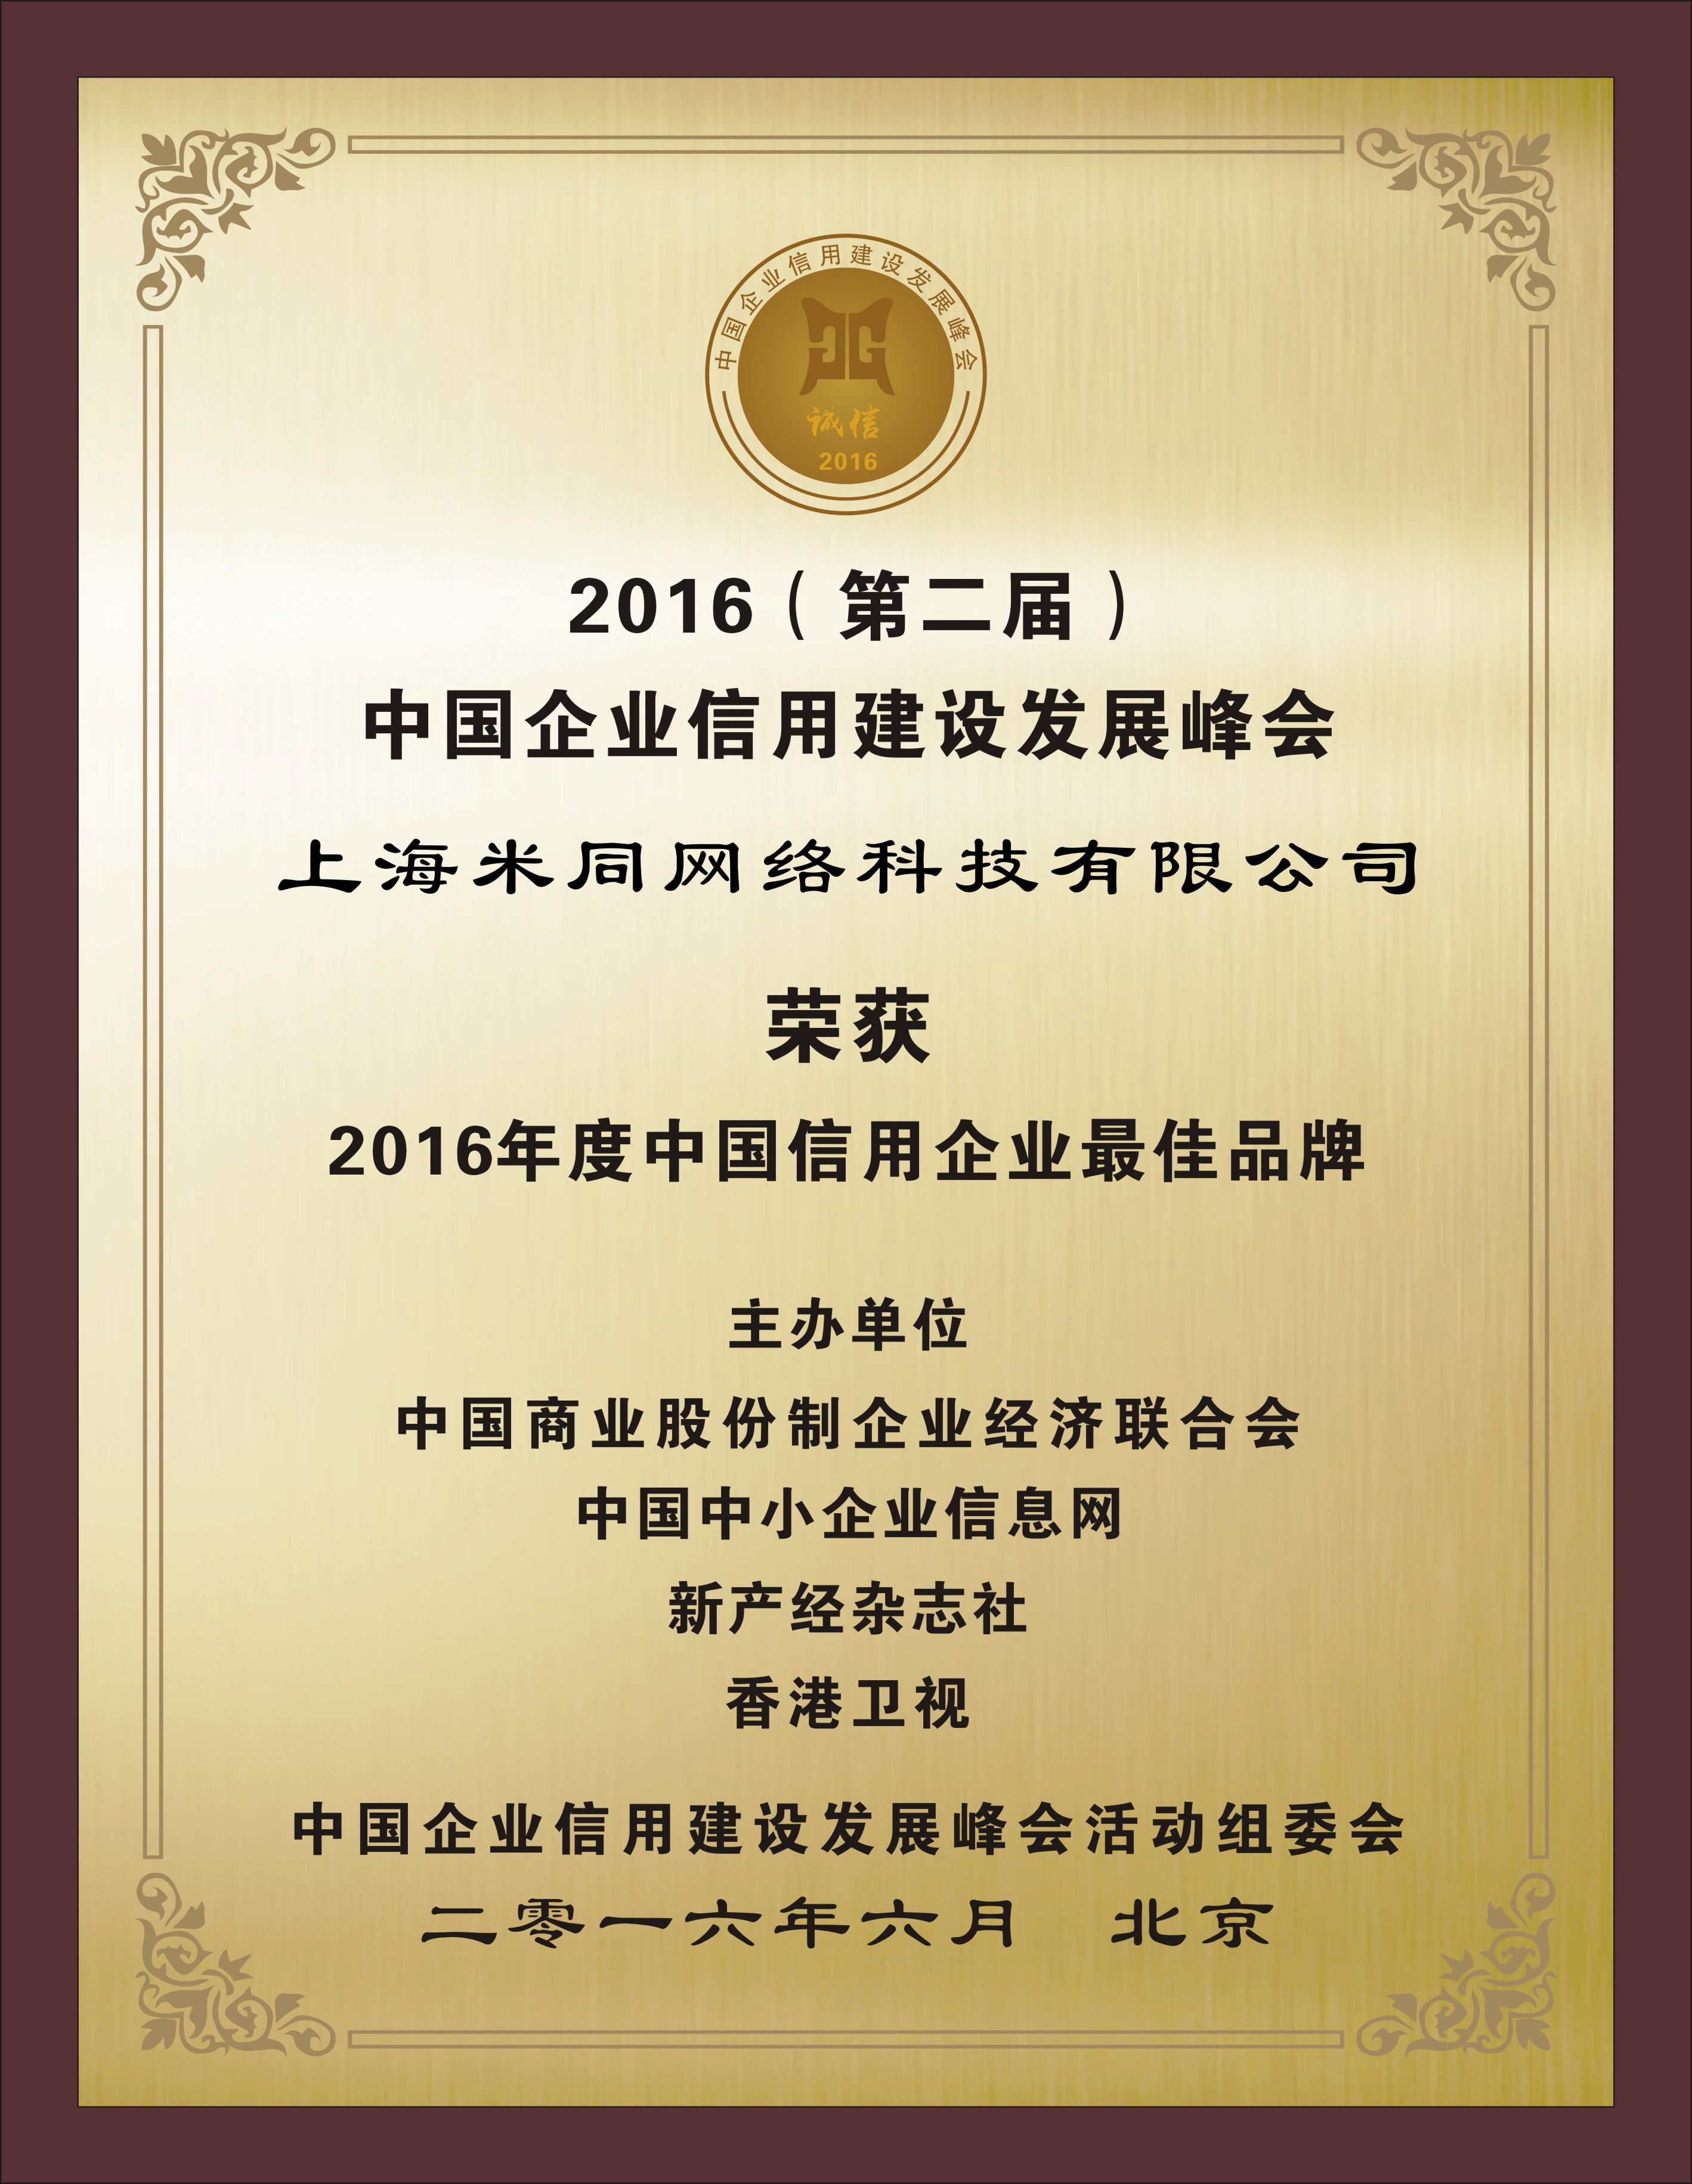 中国企业信用建设发展峰会
诚信
2016
2016（第二届）
中国企业信用建设发展峰会
上海米同网络科技有限公司
荣获
2016年度中国信用企业最佳品牌
主办单位
中国商业股份制企业经济联合会
中国中小企业信息网
新产经杂志社
香港卫视
中国企业信用建设发展峰会活动组委会
二零一六年六月 北京